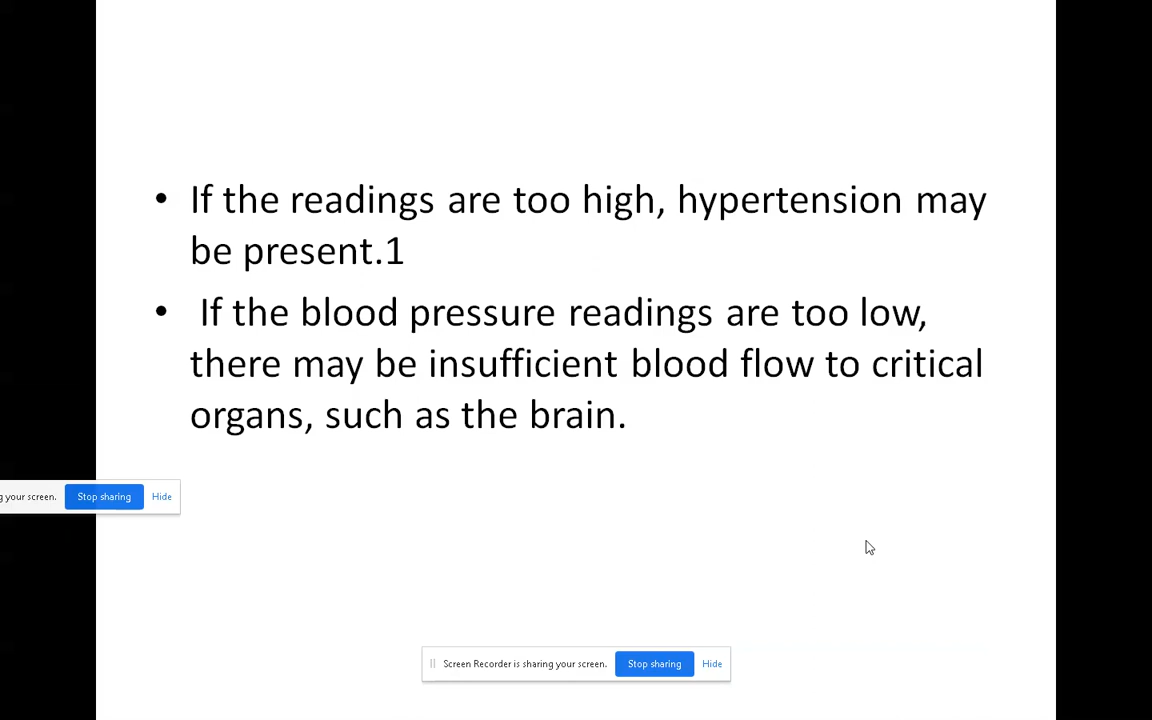 • If the readings are too high, hypertension may
be present.1
• If the blood pressure readings are too low,
there may be insufficient blood flow to critical
organs, such as the brain.
g your screen. Stop sharing Hide
Screen Recorder is sharing your screen. Stop sharing Hide